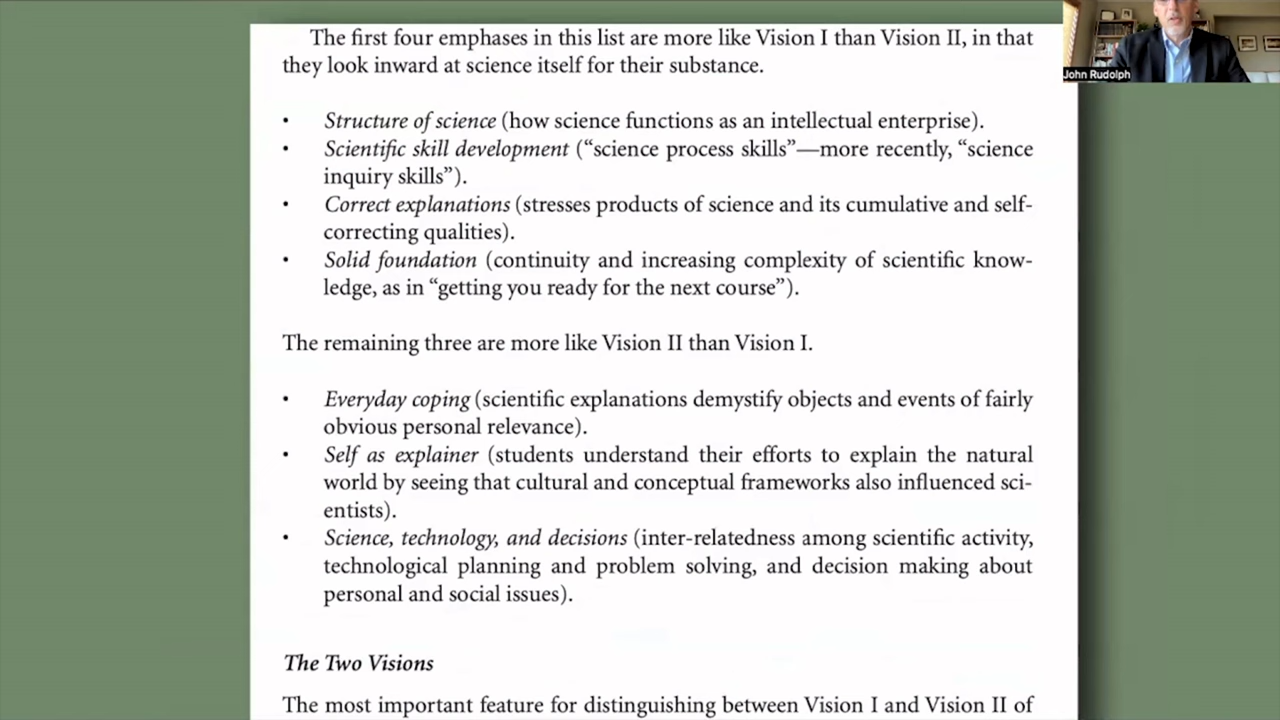 The first four emphases in this list are more like Vision I than Vision II, in that
they look inward at science itself for their substance.
• Structure of science (how science functions as an intellectual enterprise).
• Scientific skill development (“science process skills”—more recently, “science
inquiry skills”).
• Correct explanations (stresses products of science and its cumulative and self-
correcting qualities).
• Solid foundation (continuity and increasing complexity of scientific know-
ledge, as in “getting you ready for the next course”).
The remaining three are more like Vision II than Vision I.
• Everyday coping (scientific explanations demystify objects and events of fairly
obvious personal relevance).
• Self as explainer (students understand their efforts to explain the natural
world by seeing that cultural and conceptual frameworks also influenced sci-
entists).
• Science, technology, and decisions (inter-relatedness among scientific activity,
technological planning and problem solving, and decision making about
personal and social issues).
The Two Visions
The most important feature for distinguishing between Vision I and Vision II of
John Rudolph